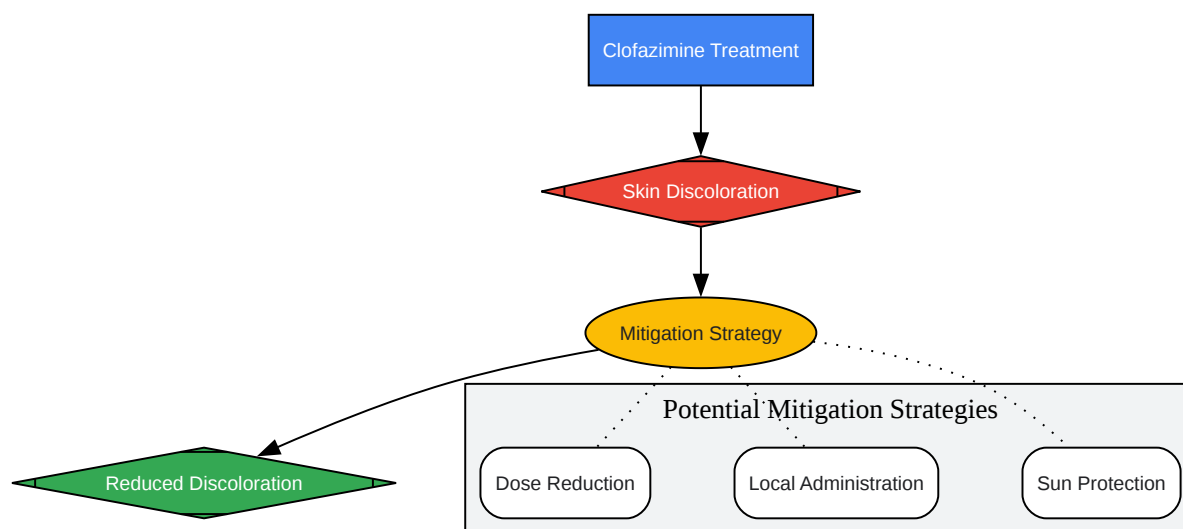 Clofazimine Treatment
Skin Discoloration
Mitigation Strategy
Potential Mitigation Strategies
Reduced Discoloration
Dose Reduction
Local Administration
Sun Protection